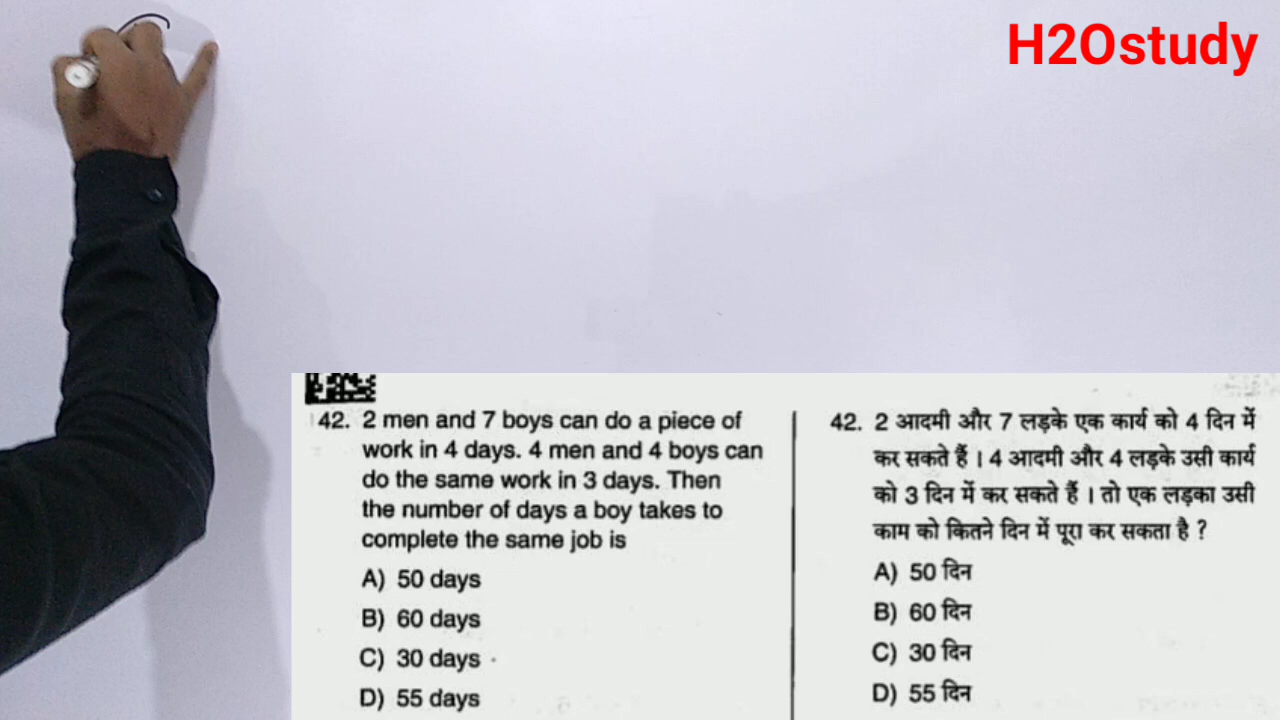 H2Ostudy
42. 2 men and 7 boys can do a piece of
work in 4 days. 4 men and 4 boys can
do the same work in 3 days. Then
the number of days a boy takes to
complete the same job is
A) 50 days
B) 60 days
C) 30 days
D) 55 days
42. 2 आदमी और 7 लड़के एक कार्य को 4 दिन में
कर सकते हैं । 4 आदमी और 4 लड़के उसी कार्य
को 3 दिन में कर सकते हैं । तो एक लड़का उसी
काम को कितने दिन में पूरा कर सकता है ?
A) 50 दिन
B) 60 दिन
C) 30 दिन
D) 55 दिन